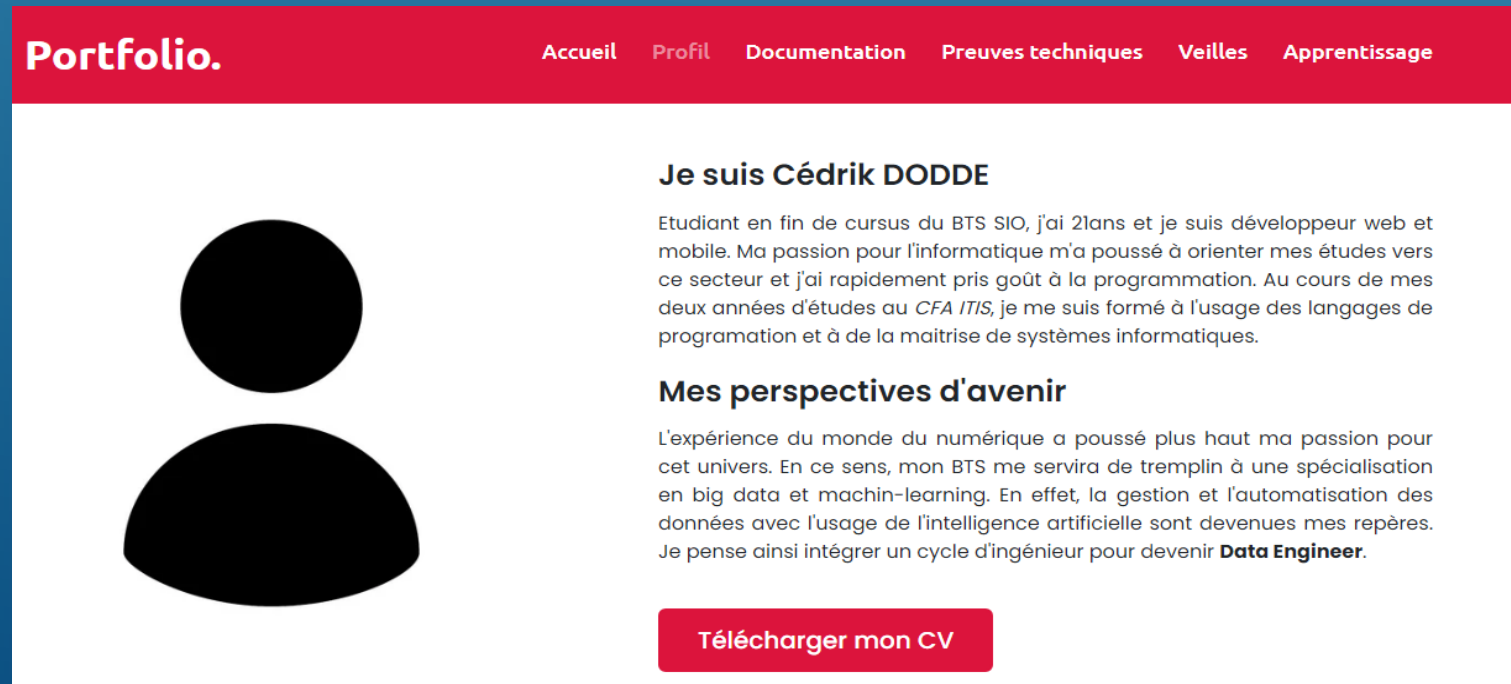 Portfolio.
Accueil Profil Documentation Preuves techniques Veilles Apprentissage
Je suis Cédrik DODDE
Etudiant en fin de cursus du BTS SIO, j'ai 21ans et je suis développeur web et
mobile. Ma passion pour l'informatique m'a poussé à orienter mes études vers
ce secteur et j'ai rapidement pris goût à la programmation. Au cours de mes
deux années d'études au CFA ITIS, je me suis formé à l'usage des langages de
programation et à de la maitrise de systèmes informatiques.
Mes perspectives d'avenir
L'expérience du monde du numérique a poussé plus haut ma passion pour
cet univers. En ce sens, mon BTS me servira de tremplin à une spécialisation
en big data et machin-learning. En effet, la gestion et l'automatisation des
données avec l'usage de l'intelligence artificielle sont devenues mes repères.
Je pense ainsi intégrer un cycle d'ingénieur pour devenir Data Engineer.
Télécharger mon CV